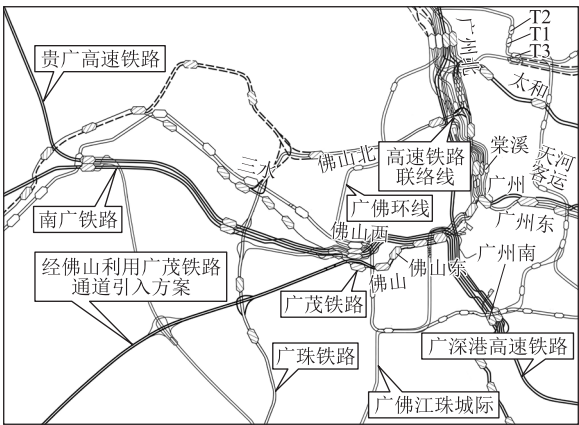 T2
T1
T3
广州北
贵广高速铁路
太和
三水
佛山北
高速铁路
联络线
棠溪
天河
客运
广州
南广铁路
广佛环线
广州东
佛山西
经佛山利用广茂铁路
通道引入方案
佛山
佛山东
广州南
广茂铁路
广珠铁路
广深港高速铁路
广佛江珠城际